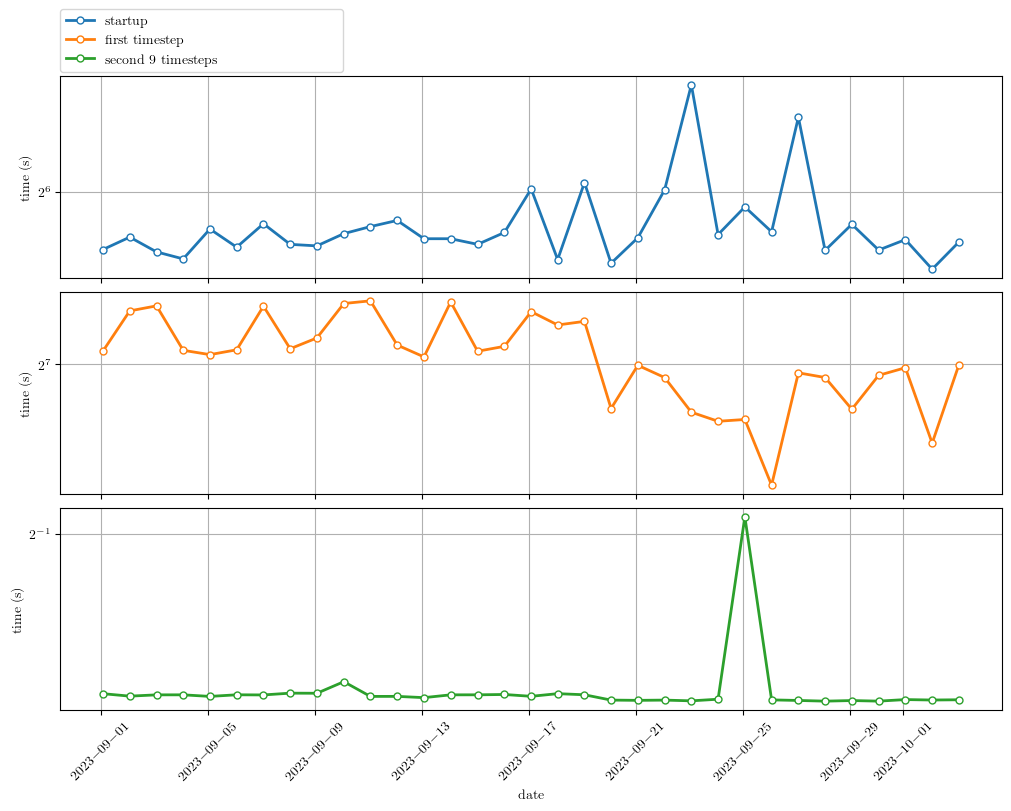 startup
first timestep
second 9 timesteps
time (s)
2^6
time (s)
2^7
time (s)
2^−1
2023−09−01
2023−09−05
2023−09−09
2023−09−13
2023−09−17
2023−09−21
2023−09−25
2023−09−29
2023−10−01
date